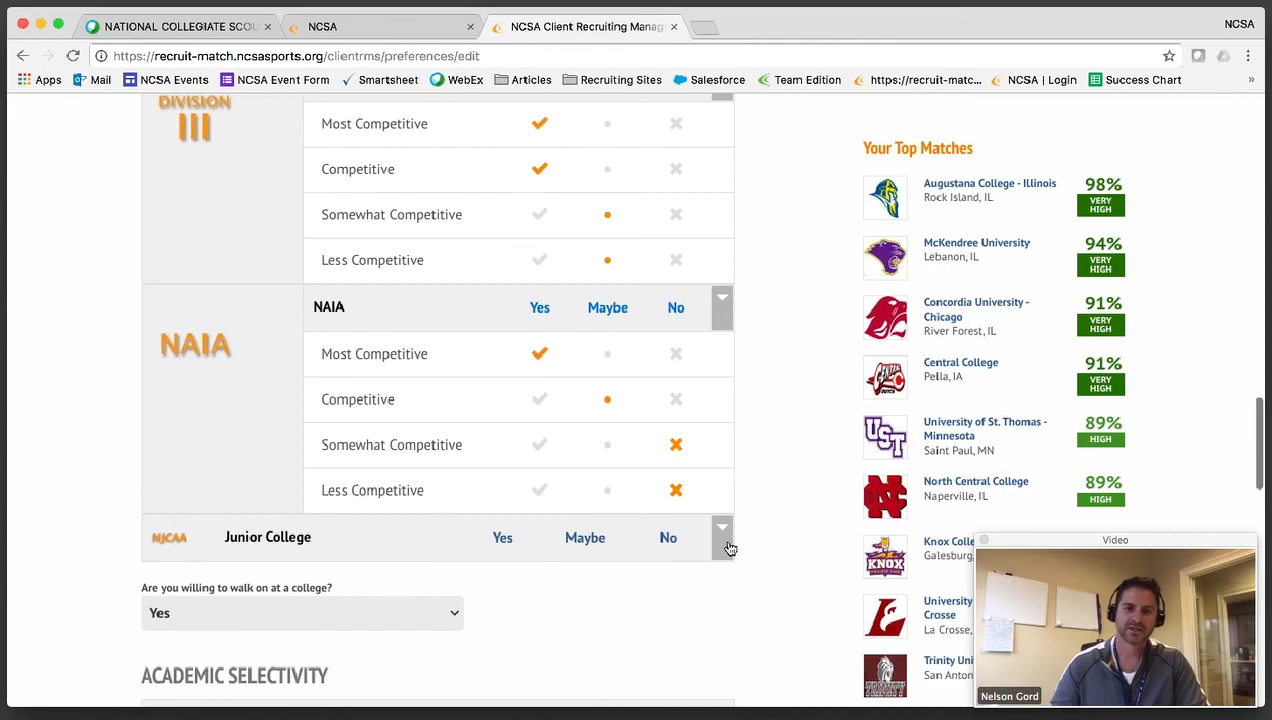 NATIONAL COLLEGIATE SCOU
NCSA
NCSA Client Recruiting Manag
NCSA
https://recruit-match.ncsasports.org/clientrms/preferences/edit
Apps
Mail
NCSA Events
NCSA Event Form
Smartsheet
WebEx
Articles
Recruiting Sites
Salesforce
Team Edition
https://recruit-matc...
NCSA | Login
Success Chart
»
DIVISION
III
Most Competitive
Competitive
Somewhat Competitive
Less Competitive
NAIA
NAIA Yes Maybe No
Most Competitive
Competitive
Somewhat Competitive
Less Competitive
NJCAA Junior College Yes Maybe No
Are you willing to walk on at a college?
Yes
ACADEMIC SELECTIVITY
Your Top Matches
Augustana College - Illinois
Rock Island, IL
98%
VERY
HIGH
McKendree University
Lebanon, IL
94%
VERY
HIGH
Concordia University -
Chicago
River Forest, IL
91%
VERY
HIGH
Central College
Pella, IA
91%
VERY
HIGH
UST
University of St. Thomas -
Minnesota
Saint Paul, MN
89%
HIGH
North Central College
Naperville, IL
89%
HIGH
KNOX
Knox Colle
Galesburg,
University
Crosse
La Crosse,
TRINITY
Trinity Uni
San Anton
Video
Nelson Gord